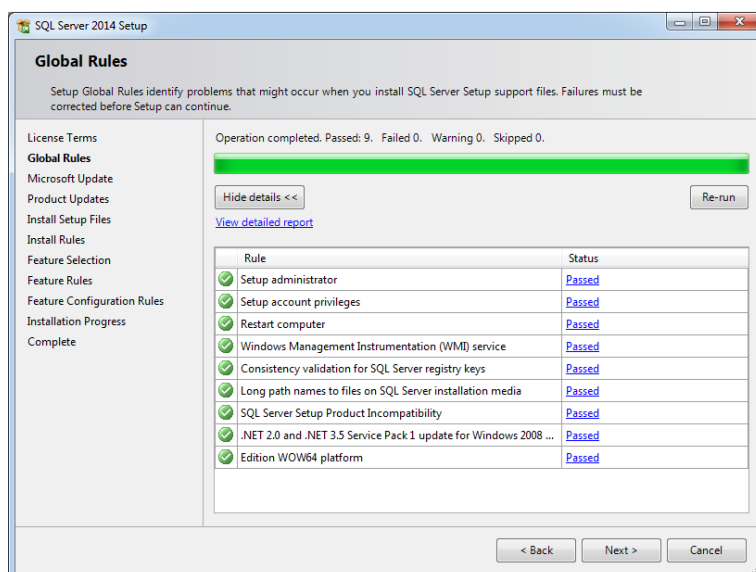 SQL Server 2014 Setup
Global Rules
Setup Global Rules identify problems that might occur when you install SQL Server Setup support files. Failures must be
corrected before Setup can continue.
License Terms
Global Rules
Microsoft Update
Product Updates
Install Setup Files
Install Rules
Feature Selection
Feature Rules
Feature Configuration Rules
Installation Progress
Complete
Operation completed. Passed: 9. Failed 0. Warning 0. Skipped 0.
Hide details <<
Re-run
View detailed report
Rule Status
Setup administrator Passed
Setup account privileges Passed
Restart computer Passed
Windows Management Instrumentation (WMI) service Passed
Consistency validation for SQL Server registry keys Passed
Long path names to files on SQL Server installation media Passed
SQL Server Setup Product Incompatibility Passed
.NET 2.0 and .NET 3.5 Service Pack 1 update for Windows 2008 ... Passed
Edition WOW64 platform Passed
< Back Next > Cancel